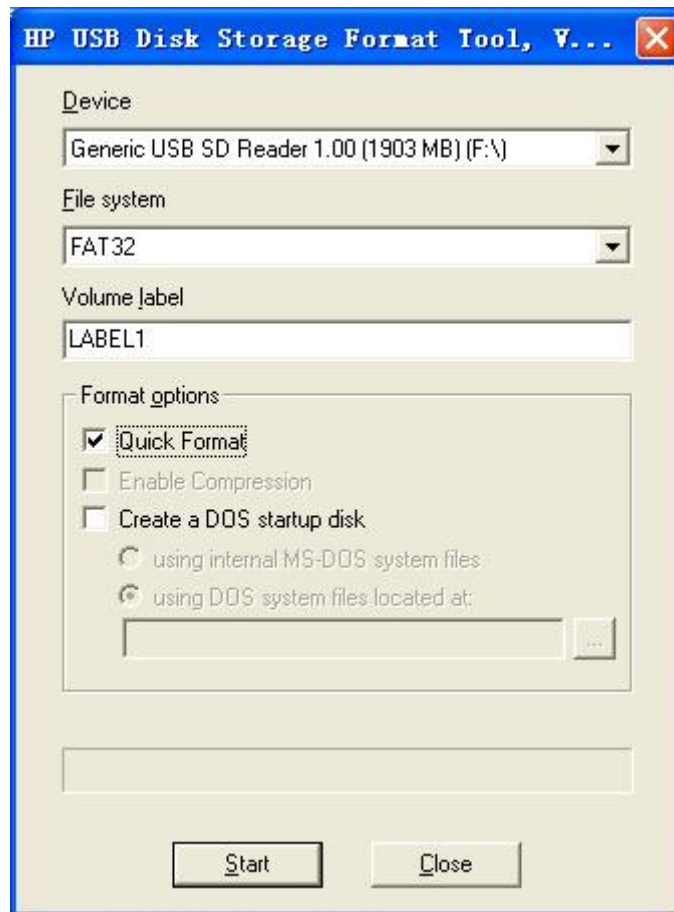 HP USB Disk Storage Format Tool, V...
Device
Generic USB SD Reader 1.00 (1903 MB) (F:\)
File system
FAT32
Volume label
LABEL1
Format options
Quick Format
Enable Compression
Create a DOS startup disk
using internal MS-DOS system files
using DOS system files located at:
...
Start
Close